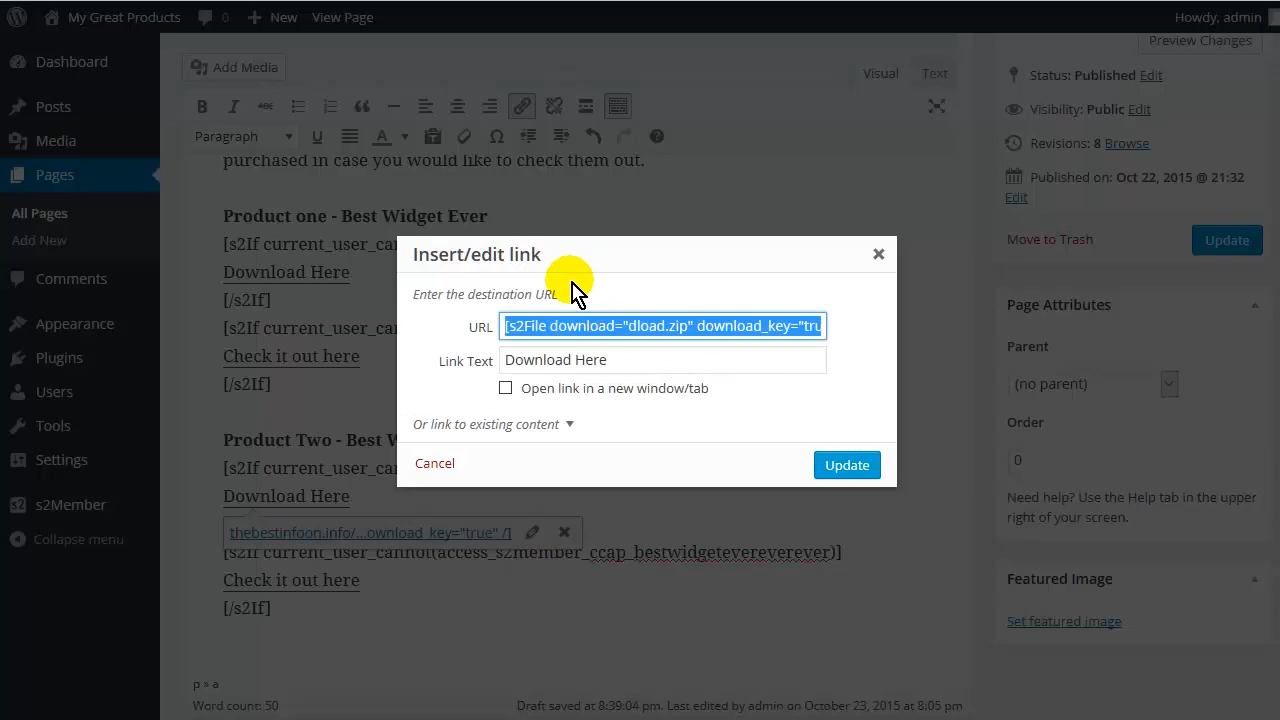 My Great Products 0 New View Page Howdy, admin
Dashboard
Posts
Media
Pages
All Pages
Add New
Comments
Appearance
Plugins
Users
Tools
Settings
s2Member
Collapse menu
Add Media
Visual Text
B I ABC
Paragraph U A
purchased in case you would like to check them out.
Product one - Best Widget Ever
[s2If current_user_can
Download Here
[/s2If]
[s2If current_user_can
Check it out here
[/s2If]
Product Two - Best W
[s2If current_user_can
Download Here
thebestinfoon.info/...ownload_key="true" /]
[s2If current_user_cannot(access_s2member_ccap_bestwidgetevereverever)]
Check it out here
[/s2If]
p » a
Word count: 50 Draft saved at 8:39:04 pm. Last edited by admin on October 23, 2015 at 8:05 pm
Insert/edit link
Enter the destination URL
URL [s2File download="dload.zip" download_key="tru
Link Text Download Here
Open link in a new window/tab
Or link to existing content
Cancel Update
Preview Changes
Status: Published Edit
Visibility: Public Edit
Revisions: 8 Browse
Published on: Oct 22, 2015 @ 21:32
Edit
Move to Trash Update
Page Attributes
Parent
(no parent)
Order
0
Need help? Use the Help tab in the upper
right of your screen.
Featured Image
Set featured image